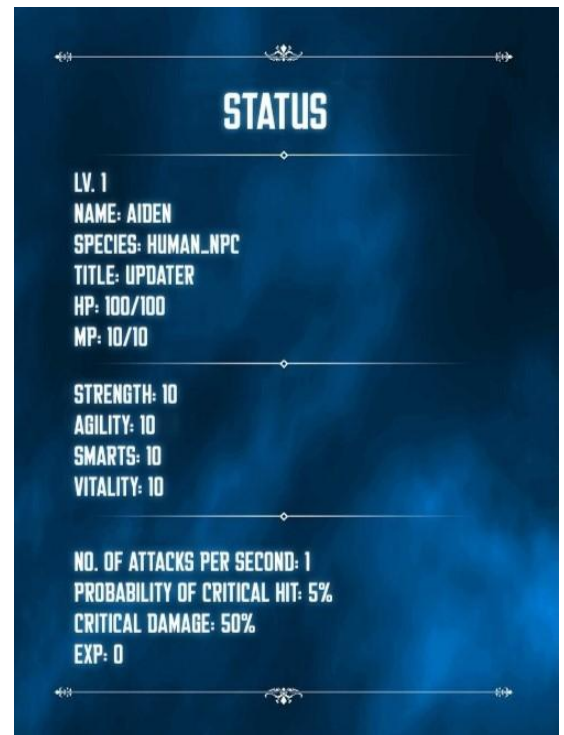 STATUS
LV. 1
NAME: AIDEN
SPECIES: HUMAN_NPC
TITLE: UPDATER
HP: 100/100
MP: 10/10
STRENGTH: 10
AGILITY: 10
SMARTS: 10
VITALITY: 10
NO. OF ATTACKS PER SECOND: 1
PROBABILITY OF CRITICAL HIT: 5%
CRITICAL DAMAGE: 50%
EXP: 0